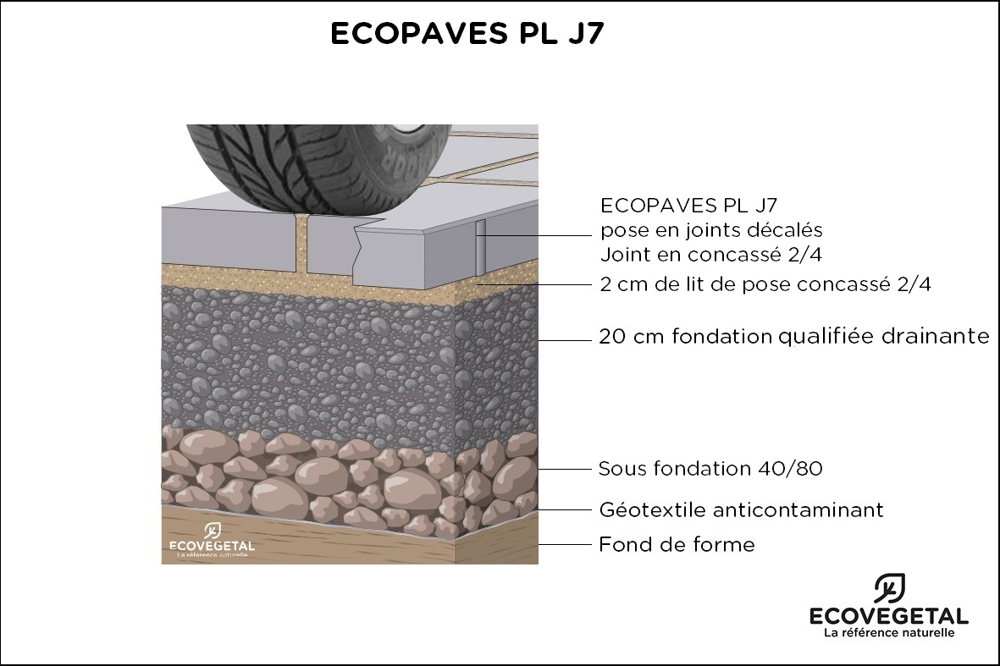 ECOPAVES PL J7
ECOPAVES PL J7
pose en joints décalés
Joint en concassé 2/4
2 cm de lit de pose concassé 2/4
20 cm fondation qualifiée drainante
Sous fondation 40/80
Géotextile anticontaminant
Fond de forme
ECOVEGETAL
La référence naturelle
ECOVEGETAL
La référence naturelle